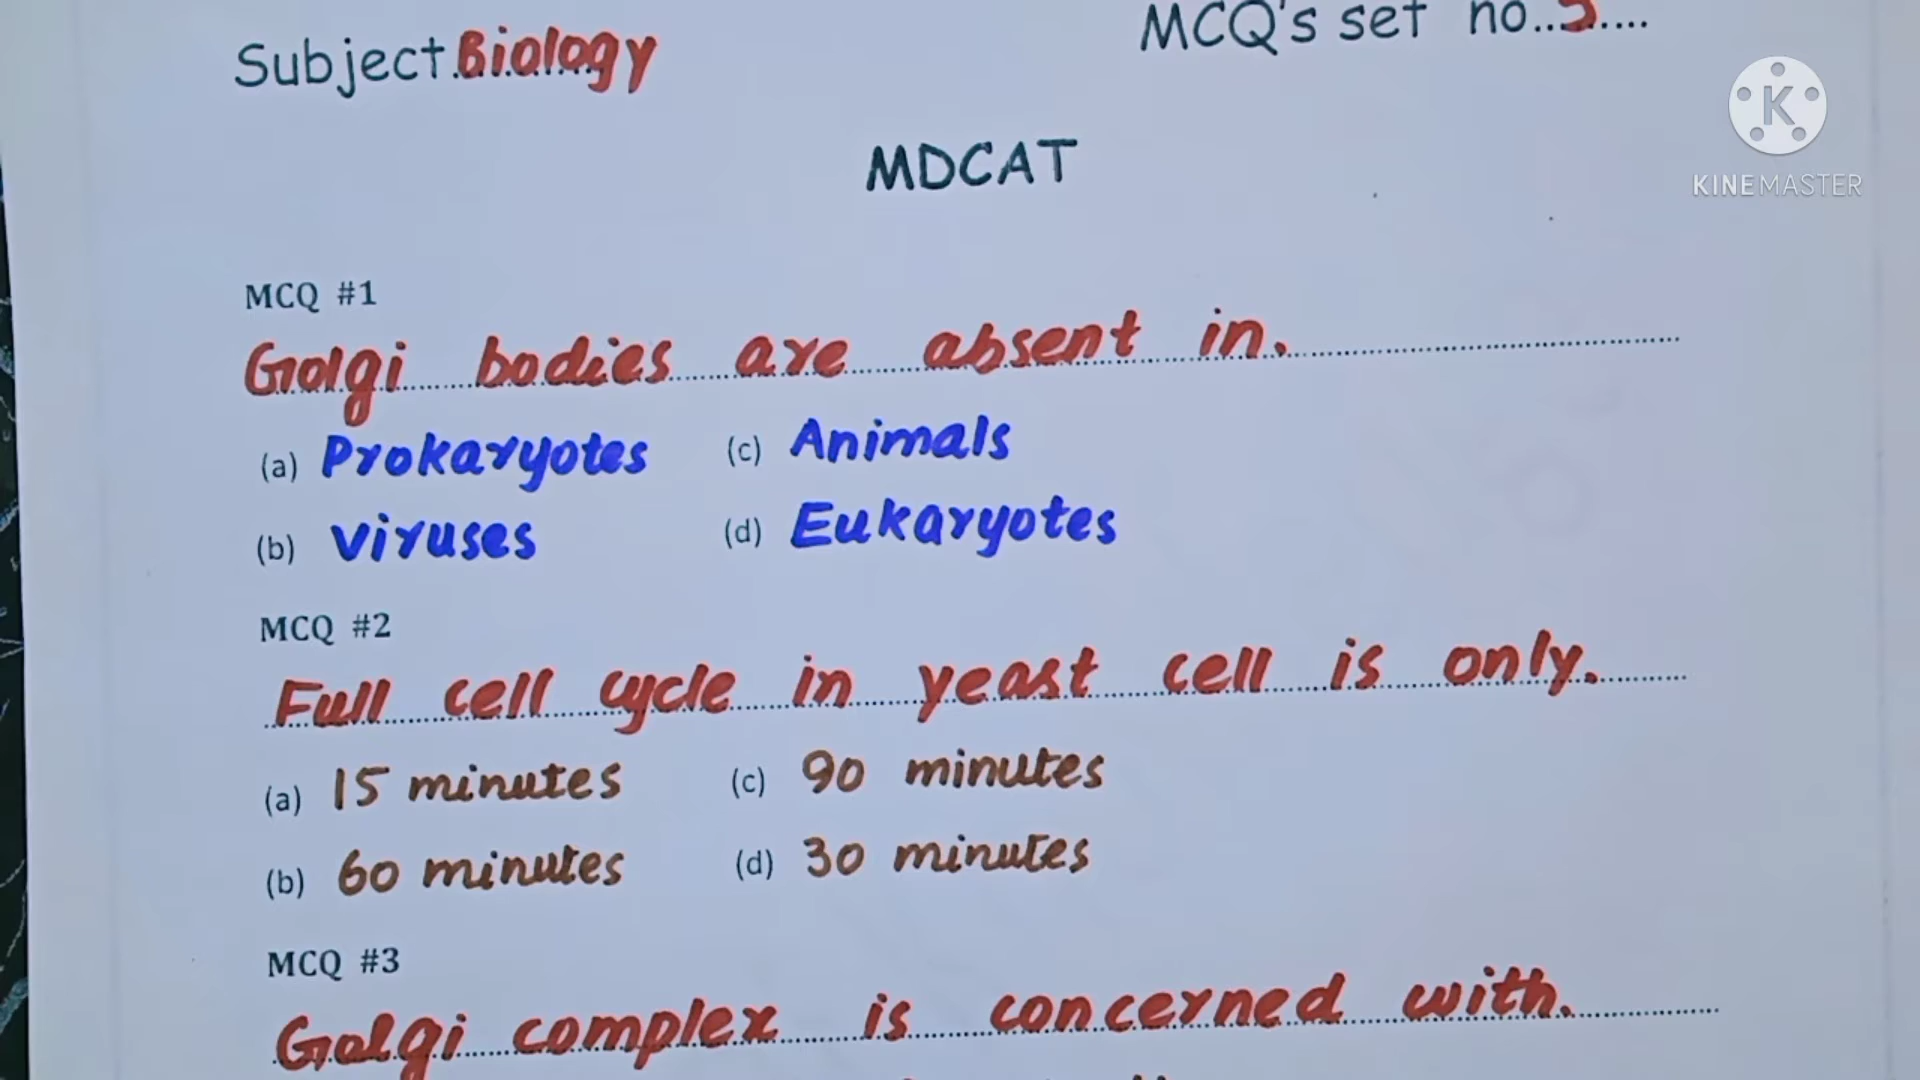 Subject..Biology
MCQ's set no..5.....
K
KINEMASTER
MDCAT
MCQ #1
Golgi bodies are absent in.
(a) Prokaryotes (c) Animals
(b) Viruses (d) Eukaryotes
MCQ #2
Full cell cycle in yeast cell is only.
(a) 15 minutes (c) 90 minutes
(b) 60 minutes (d) 30 minutes
MCQ #3
Golgi complex is concerned with.